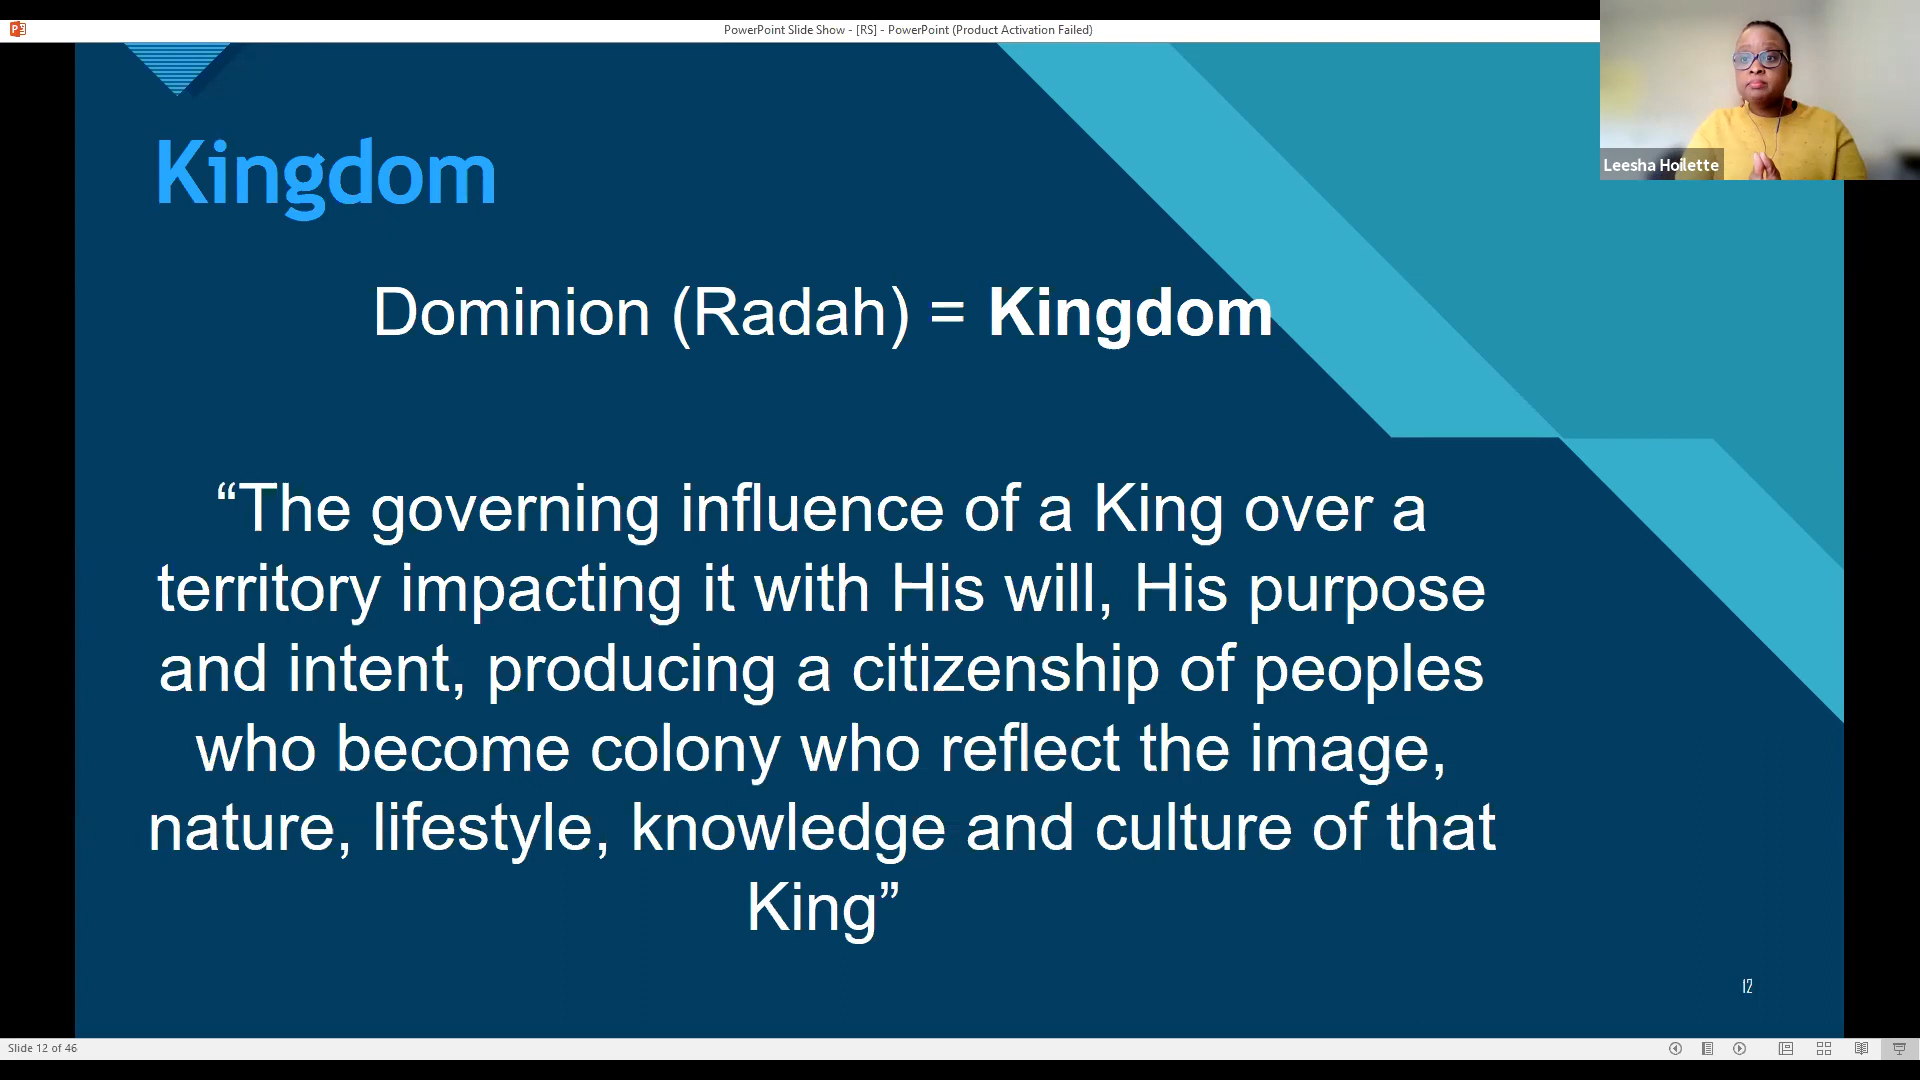 PowerPoint Slide Show - [RS] - PowerPoint (Product Activation Failed)
Leesha Hoilette
Kingdom
Dominion (Radah) = Kingdom
“The governing influence of a King over a
territory impacting it with His will, His purpose
and intent, producing a citizenship of peoples
who become colony who reflect the image,
nature, lifestyle, knowledge and culture of that
King”
12
Slide 12 of 46